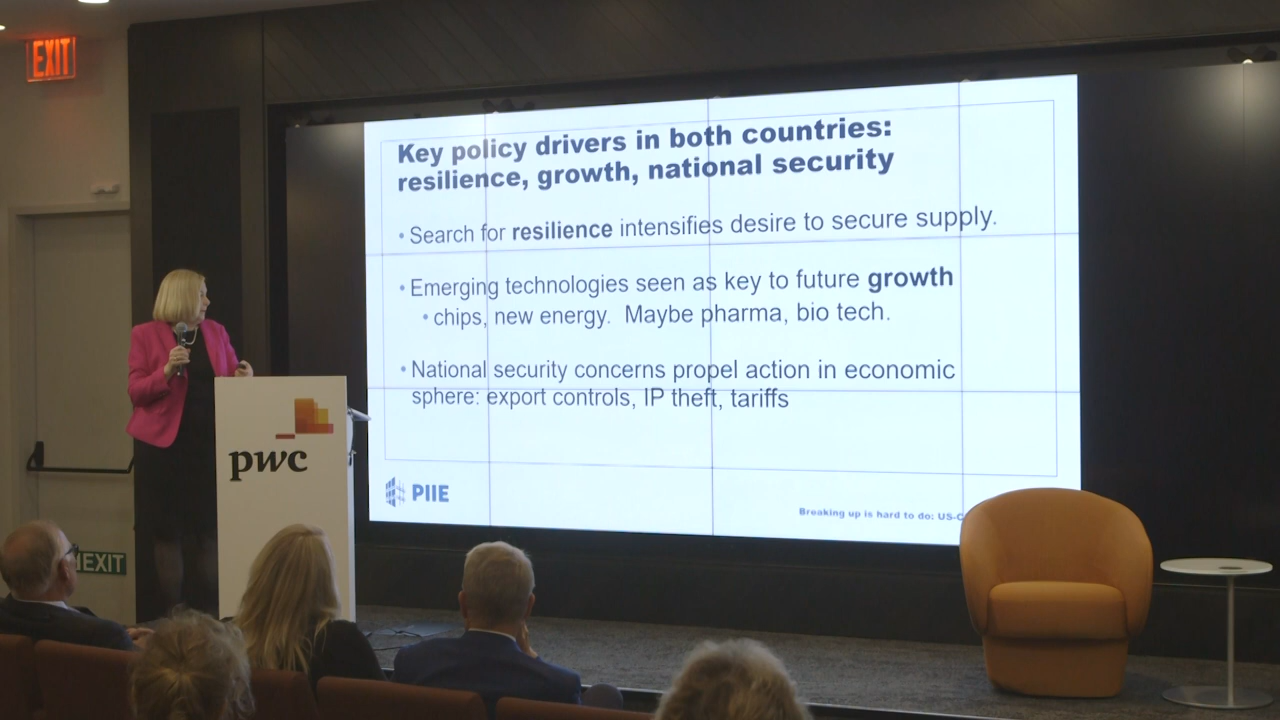 EXIT
Key policy drivers in both countries:
resilience, growth, national security
• Search for resilience intensifies desire to secure supply.
• Emerging technologies seen as key to future growth
• chips, new energy. Maybe pharma, bio tech.
• National security concerns propel action in economic
sphere: export controls, IP theft, tariffs
PIIE
Breaking up is hard to do: US-C
pwc
EXIT